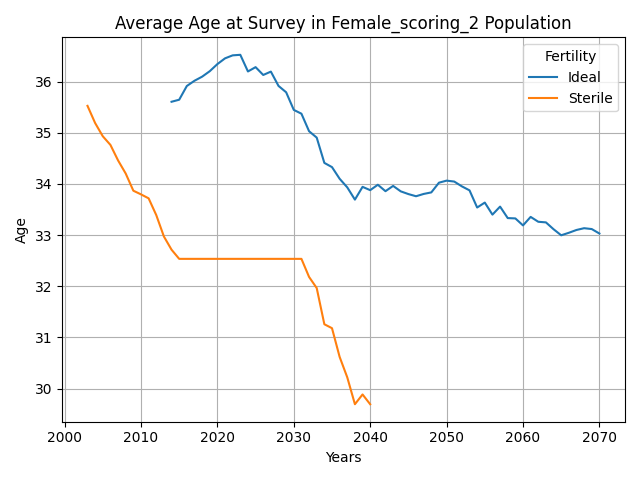 Average Age at Survey in Female_scoring_2 Population
Fertility
Ideal
Sterile
Age
36
35
34
33
32
31
30
2000 2010 2020 2030 2040 2050 2060 2070
Years